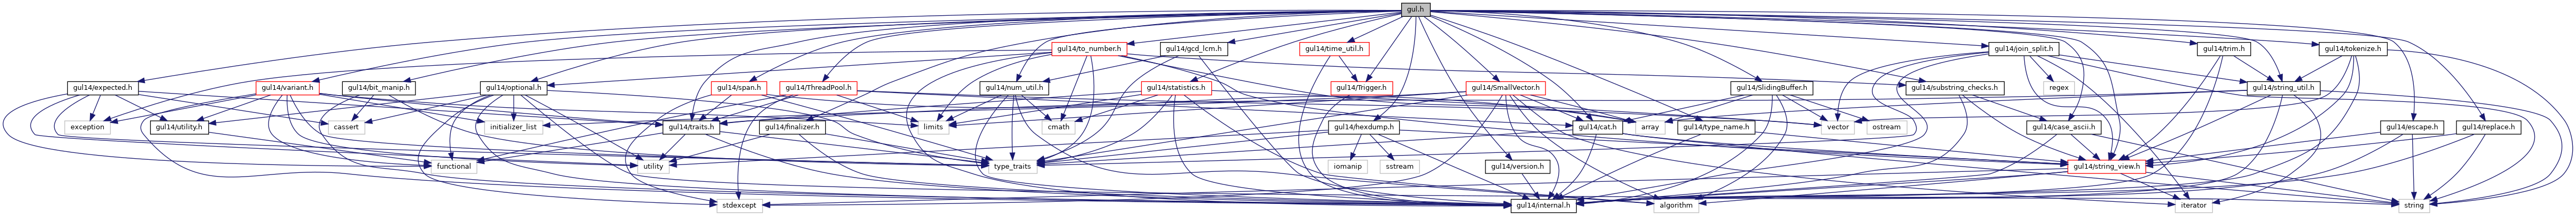 gul.h
gul14/to_number.h
gul14/gcd_lcm.h
gul14/time_util.h
gul14/join_split.h
gul14/trim.h
gul14/tokenize.h
gul14/expected.h
gul14/variant.h
gul14/bit_manip.h
gul14/optional.h
gul14/span.h
gul14/ThreadPool.h
gul14/num_util.h
gul14/statistics.h
gul14/Trigger.h
gul14/SmallVector.h
gul14/SlidingBuffer.h
gul14/substring_checks.h
regex
gul14/string_util.h
exception
gul14/utility.h
cassert
initializer_list
gul14/traits.h
gul14/finalizer.h
limits
cmath
gul14/hexdump.h
array
gul14/cat.h
gul14/type_name.h
vector
ostream
gul14/case_ascii.h
gul14/escape.h
gul14/replace.h
functional
utility
type_traits
iomanip
sstream
gul14/version.h
gul14/string_view.h
stdexcept
gul14/internal.h
algorithm
iterator
string